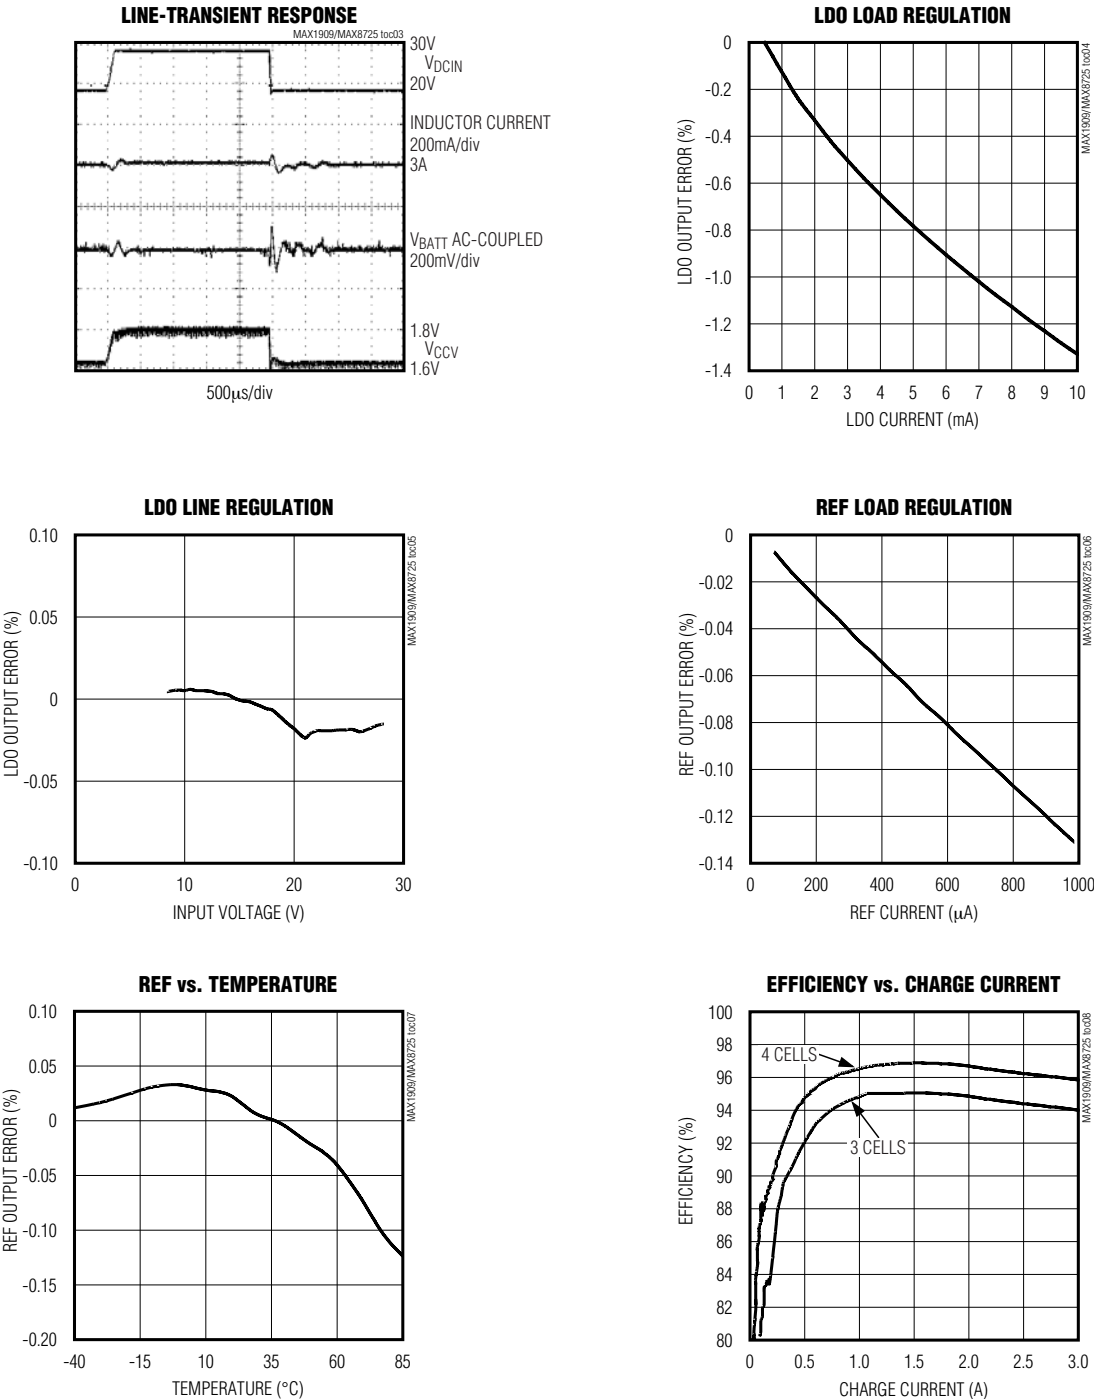 LINE-TRANSIENT RESPONSE
MAX1909/MAX8725 toc03
30V
VDCIN
20V
INDUCTOR CURRENT
200mA/div
3A
VBATT AC-COUPLED
200mV/div
1.8V
VCCV
1.6V
500μs/div
LDO LOAD REGULATION
MAX1909/MAX8725 toc04
LDO OUTPUT ERROR (%)
0
-0.2
-0.4
-0.6
-0.8
-1.0
-1.2
-1.4
0 1 2 3 4 5 6 7 8 9 10
LDO CURRENT (mA)
LDO LINE REGULATION
MAX1909/MAX8725 toc05
LDO OUTPUT ERROR (%)
0.10
0.05
0
-0.05
-0.10
0 10 20 30
INPUT VOLTAGE (V)
REF LOAD REGULATION
MAX1909/MAX8725 toc06
REF OUTPUT ERROR (%)
0
-0.02
-0.04
-0.06
-0.08
-0.10
-0.12
-0.14
0 200 400 600 800 1000
REF CURRENT (μA)
REF vs. TEMPERATURE
MAX1909/MAX8725 toc07
REF OUTPUT ERROR (%)
0.10
0.05
0
-0.05
-0.10
-0.15
-0.20
-40 -15 10 35 60 85
TEMPERATURE (°C)
EFFICIENCY vs. CHARGE CURRENT
MAX1909/MAX8725 toc08
EFFICIENCY (%)
100
98
96
94
92
90
88
86
84
82
80
4 CELLS
3 CELLS
0 0.5 1.0 1.5 2.0 2.5 3.0
CHARGE CURRENT (A)